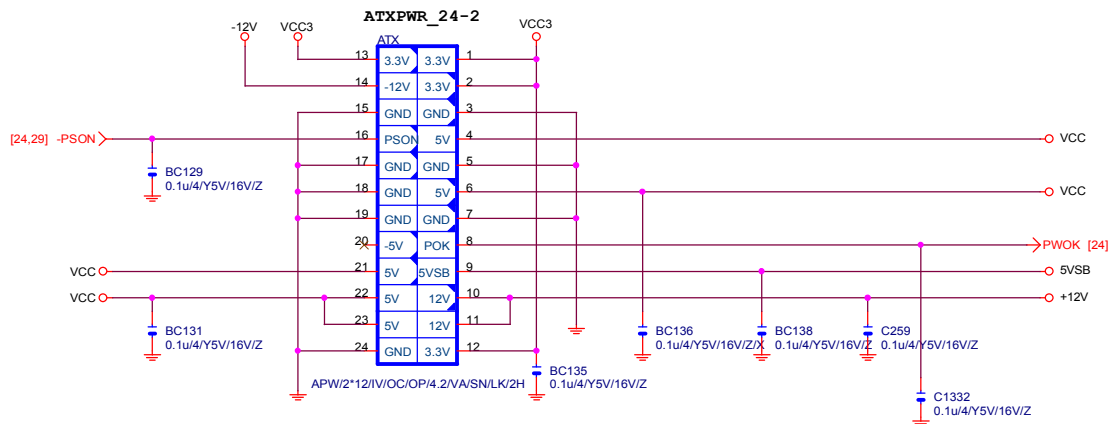 ATXPWR_24-2
-12V
VCC3
VCC3
ATX
13 3.3V 3.3V 1
14 -12V 3.3V 2
15 GND GND 3
[24,29] -PSON 16 PSON 5V 4 VCC
17 GND GND 5
BC129
0.1u/4/Y5V/16V/Z
18 GND 5V 6 VCC
19 GND GND 7
20 -5V POK 8 PWOK [24]
VCC 21 5V 5VSB 9 5VSB
VCC 22 5V 12V 10 +12V
23 5V 12V 11
BC131
0.1u/4/Y5V/16V/Z
BC136
0.1u/4/Y5V/16V/Z/X
BC138
0.1u/4/Y5V/16V/Z
C259
0.1u/4/Y5V/16V/Z
24 GND 3.3V 12
BC135
0.1u/4/Y5V/16V/Z
APW/2*12/IV/OC/OP/4.2/VA/SN/LK/2H
C1332
0.1u/4/Y5V/16V/Z